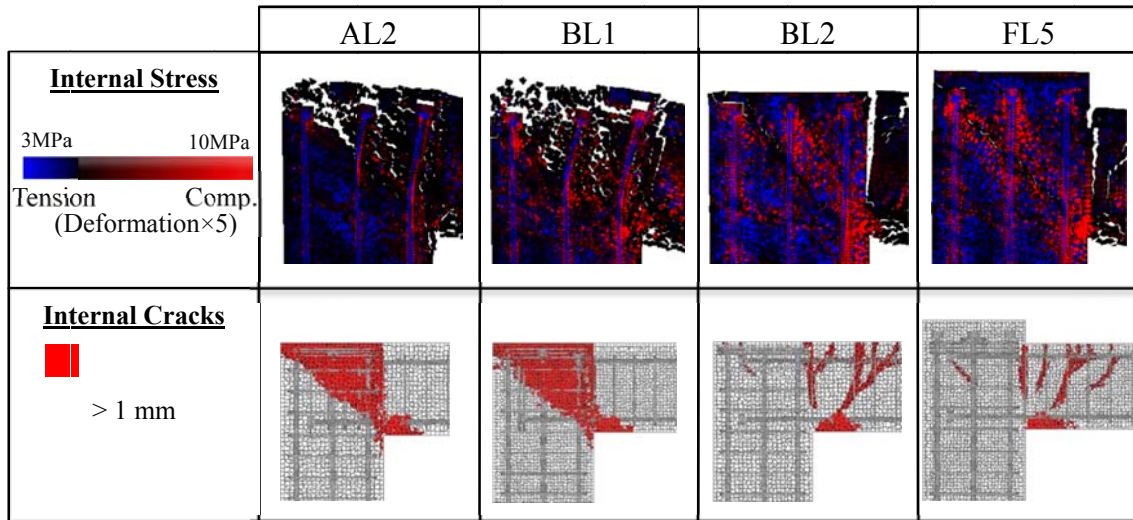 AL2 BL1 BL2 FL5
Internal Stress
3MPa 10MPa
Tension Comp.
(Deformation×5)
Internal Cracks
> 1 mm